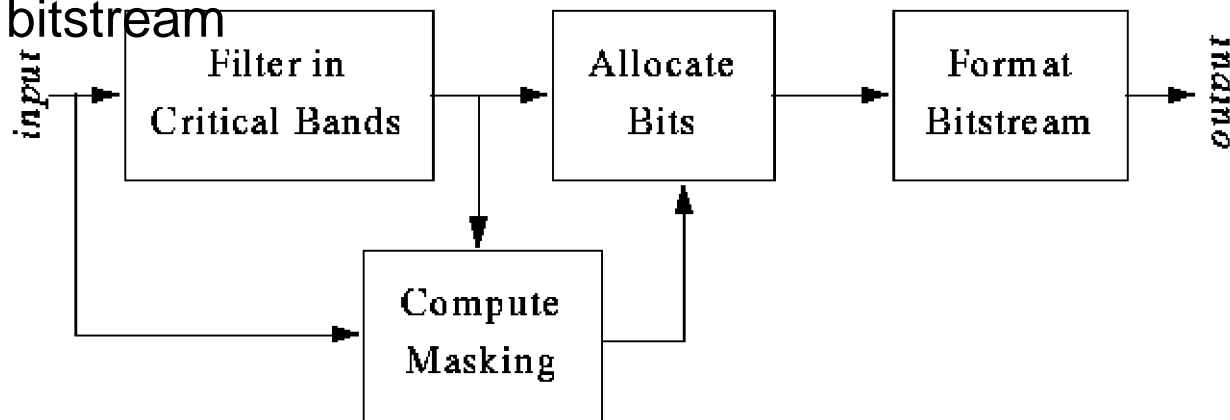 bitstream
input
Filter in
Critical Bands
Allocate
Bits
Format
Bitstream
output
Compute
Masking